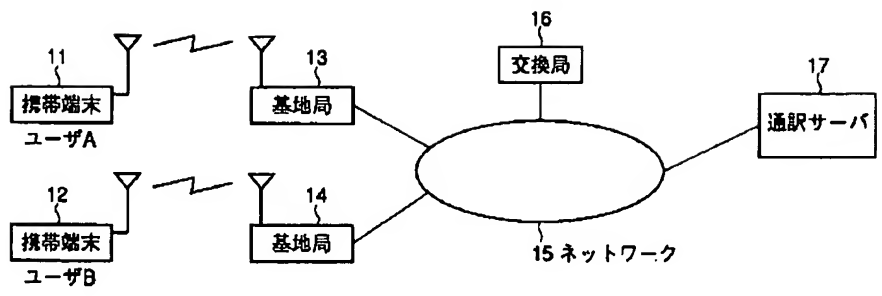 11
携帯端末
ユーザA
13
基地局
16
交換局
17
通訳サーバ
12
携帯端末
ユーザB
14
基地局
15 ネットワーク